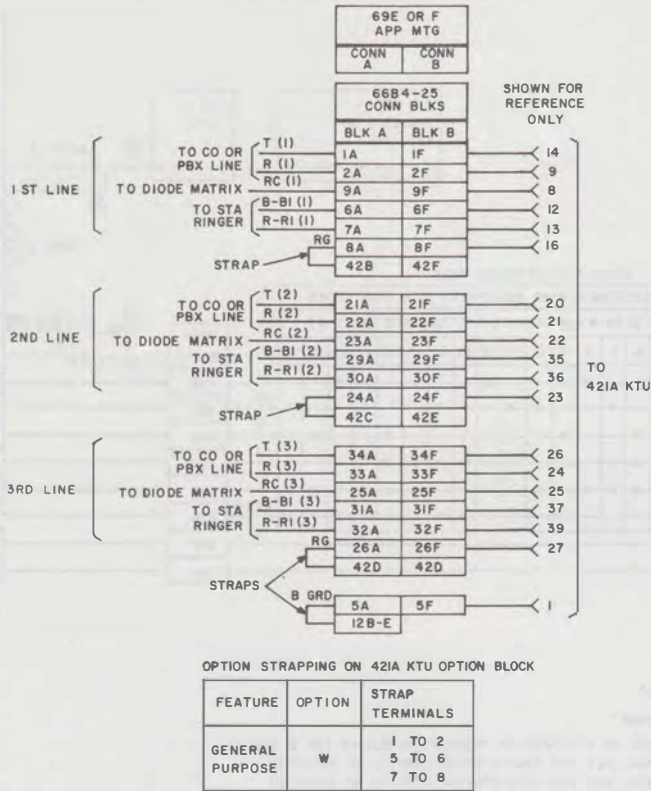 69E OR F
APP MTG
CONN A CONN B
66B4-25
CONN BLKS
SHOWN FOR
REFERENCE
ONLY
BLK A BLK B
1ST LINE
TO CO OR
PBX LINE
T (1) 1A 1F 14
R (1) 2A 2F 9
TO DIODE MATRIX RC (1) 9A 9F 8
TO STA
RINGER
B-B1 (1) 6A 6F 12
R-R1 (1) 7A 7F 13
RG 8A 8F 16
STRAP 42B 42F
2ND LINE
TO CO OR
PBX LINE
T (2) 21A 21F 20
R (2) 22A 22F 21
TO DIODE MATRIX RC (2) 23A 23F 22
TO STA
RINGER
B-B1 (2) 29A 29F 35
R-R1 (2) 30A 30F 36
24A 24F 23
STRAP 42C 42E
TO
421A KTU
3RD LINE
TO CO OR
PBX LINE
T (3) 34A 34F 26
R (3) 33A 33F 24
TO DIODE MATRIX RC (3) 25A 25F 25
TO STA
RINGER
B-B1 (3) 31A 31F 37
R-R1 (3) 32A 32F 39
RG 26A 26F 27
42D 42D
STRAPS
B GRD 5A 5F 1
12B-E
OPTION STRAPPING ON 421A KTU OPTION BLOCK
FEATURE OPTION STRAP
TERMINALS
GENERAL
PURPOSE
W
1 TO 2
5 TO 6
7 TO 8